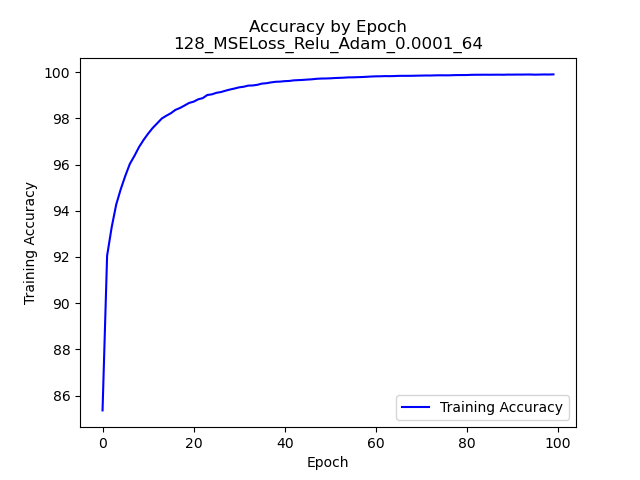 Accuracy by Epoch
128_MSELoss_Relu_Adam_0.0001_64
100
98
96
94
92
90
88
86
Training Accuracy
Training Accuracy
0 20 40 60 80 100
Epoch